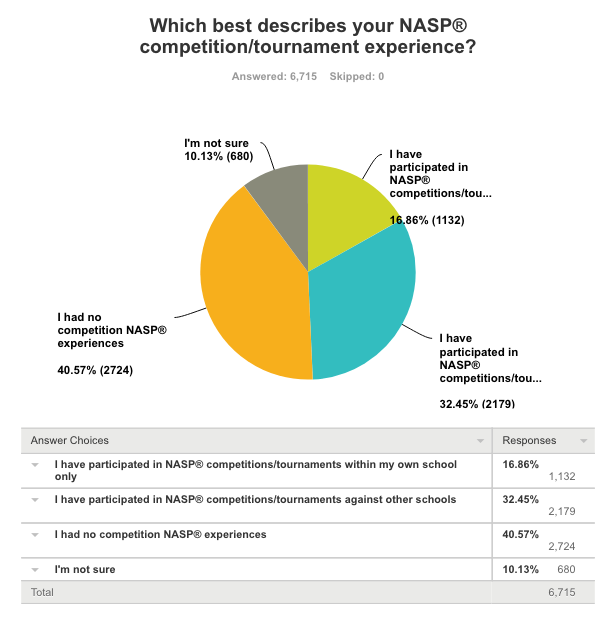 Which best describes your NASP®
competition/tournament experience?
Answered: 6,715 Skipped: 0
I'm not sure
10.13% (680)
I have
participated in
NASP®
competitions/tou...
16.86% (1132)
I had no
competition NASP®
experiences
40.57% (2724)
I have
participated in
NASP®
competitions/tou...
32.45% (2179)
Answer Choices Responses
I have participated in NASP® competitions/tournaments within my own school
only
16.86%
1,132
I have participated in NASP® competitions/tournaments against other schools
32.45%
2,179
I had no competition NASP® experiences
40.57%
2,724
I'm not sure 10.13% 680
Total 6,715